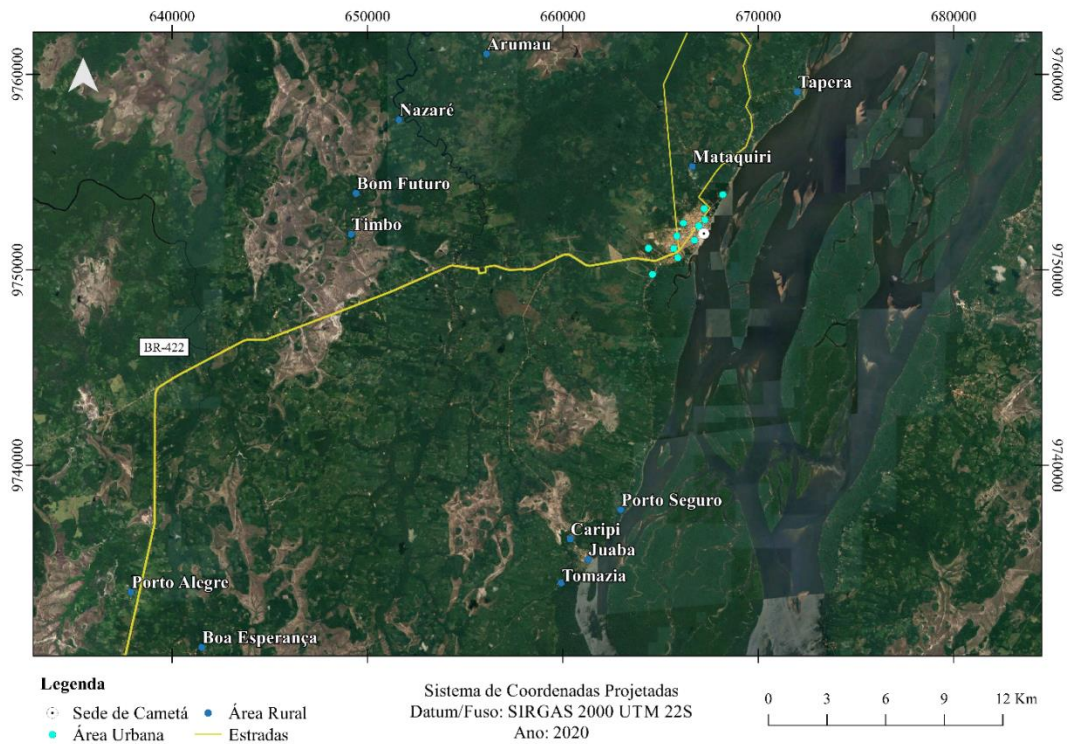 640000 650000 660000 670000 680000
Arumau
9760000 9760000
Tapera
Nazaré
Mataquiri
Bom Futuro
Timbo
9750000 9750000
BR-422
9740000 9740000
Porto Seguro
Caripi
Juaba
Porto Alegre
Tomazia
Boa Esperança
Legenda
Sede de Cametá
Área Rural
Área Urbana
Estradas
Sistema de Coordenadas Projetadas
Datum/Fuso: SIRGAS 2000 UTM 22S
Ano: 2020
0 3 6 9 12 Km